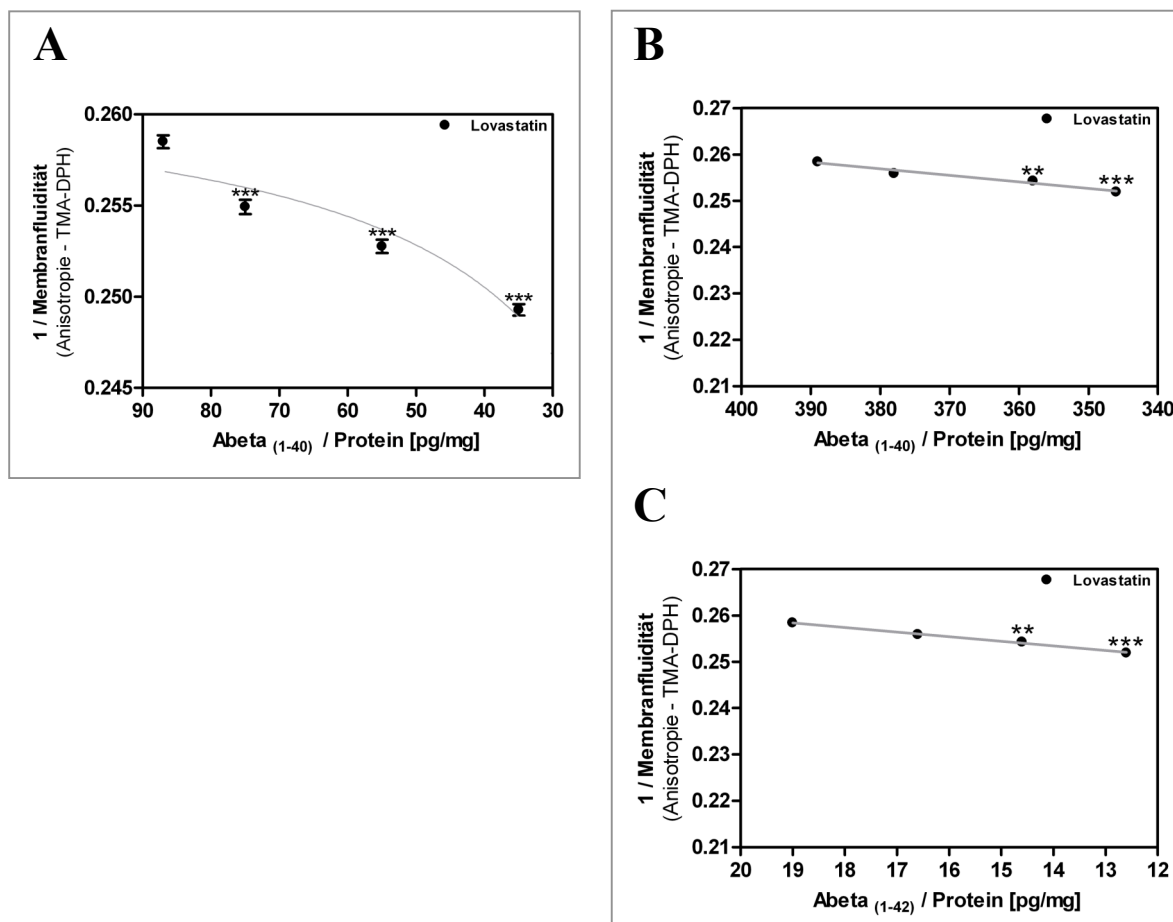 A
0.260
0.255
0.250
0.245
1 / Membranfluidität
(Anisotropie - TMA-DPH)
Lovastatin
***
***
***
90 80 70 60 50 40 30
Abeta (1-40) / Protein [pg/mg]
B
0.27
0.26
0.25
0.24
0.23
0.22
0.21
1 / Membranfluidität
(Anisotropie - TMA-DPH)
Lovastatin
**
***
400 390 380 370 360 350 340
Abeta (1-40) / Protein [pg/mg]
C
0.27
0.26
0.25
0.24
0.23
0.22
0.21
1 / Membranfluidität
(Anisotropie - TMA-DPH)
Lovastatin
**
***
20 19 18 17 16 15 14 13 12
Abeta (1-42) / Protein [pg/mg]